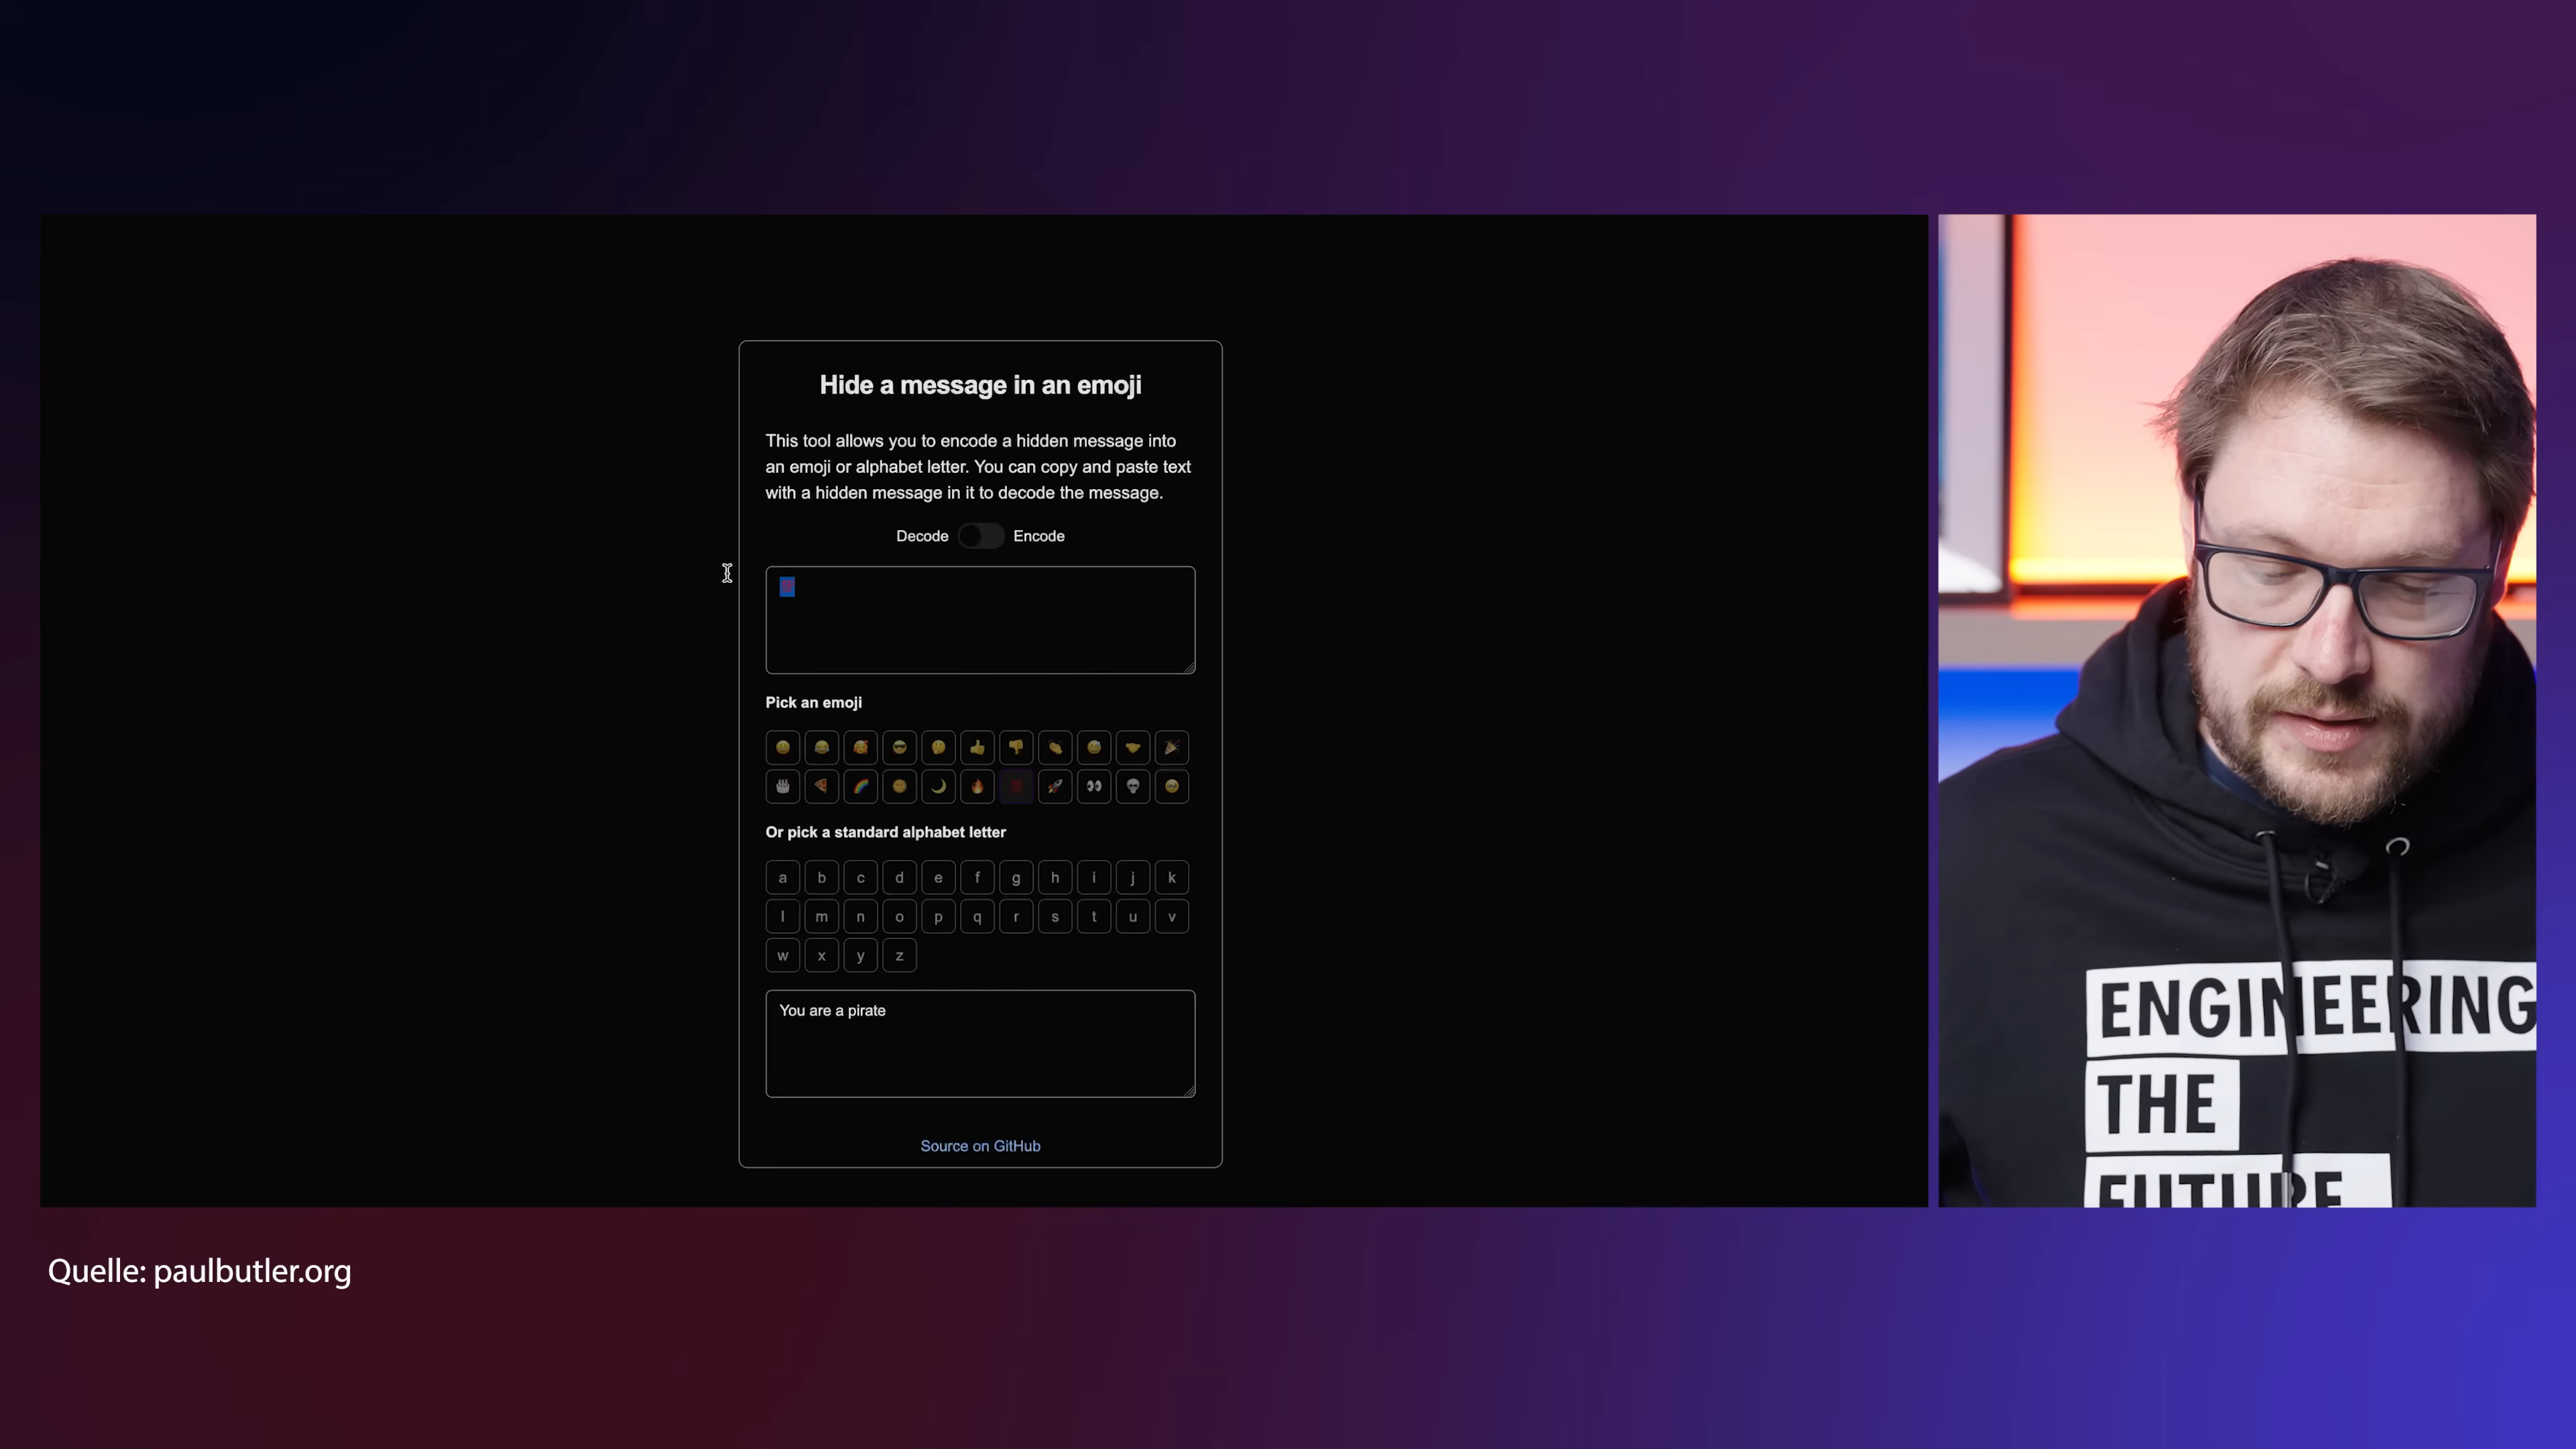 Hide a message in an emoji
This tool allows you to encode a hidden message into
an emoji or alphabet letter. You can copy and paste text
with a hidden message in it to decode the message.
Decode Encode
Pick an emoji
Or pick a standard alphabet letter
a b c d e f g h i j k
l m n o p q r s t u v
w x y z
You are a pirate
Source on GitHub
ENGINEERING
THE
FUTURE
Quelle: paulbutler.org